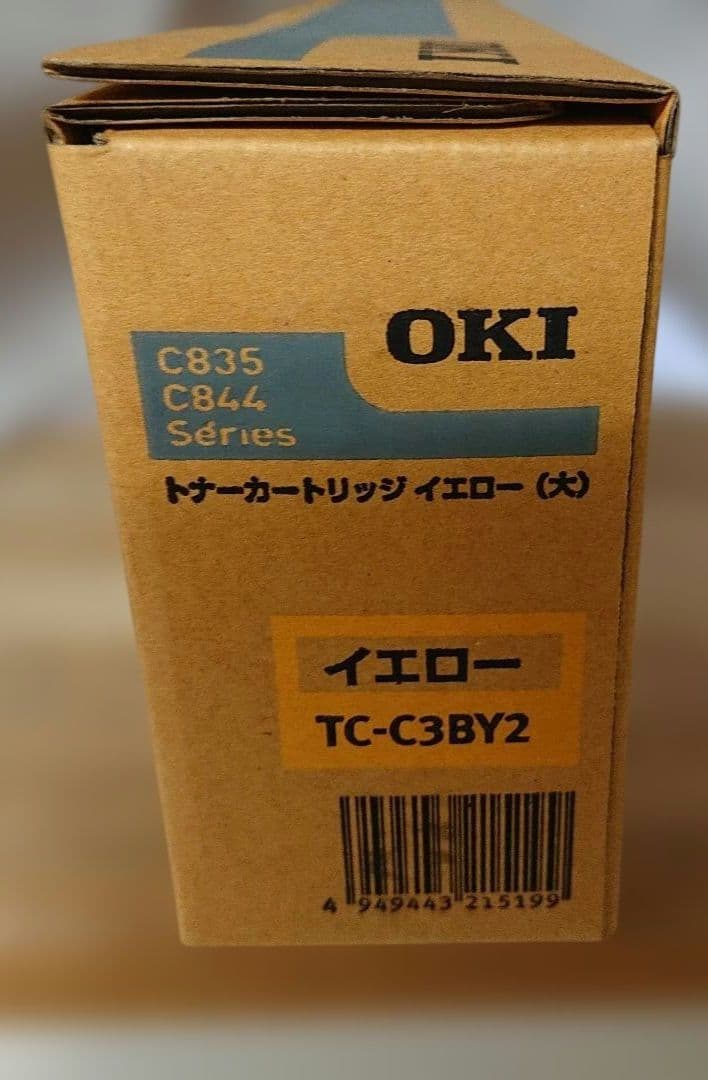 OKI
C835
C844
Series
トナーカートリッジ イエロー（大）
イエロー
TC-C3BY2
4 949443 215199